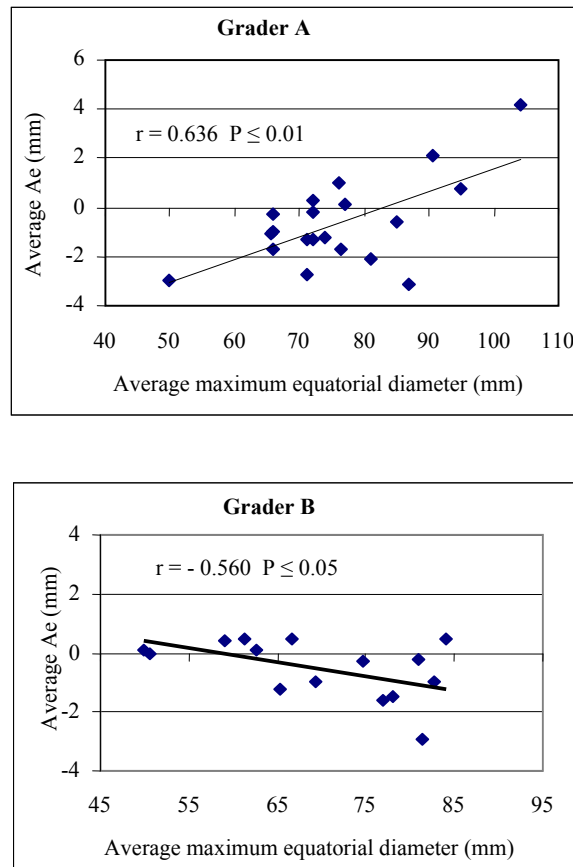 Grader A
6
4
r = 0.636 P ≤ 0.01
2
0
-2
-4
Average Ae (mm)
40 50 60 70 80 90 100 110
Average maximum equatorial diameter (mm)
Grader B
4
r = - 0.560 P ≤ 0.05
2
0
-2
-4
Average Ae (mm)
45 55 65 75 85 95
Average maximum equatorial diameter (mm)